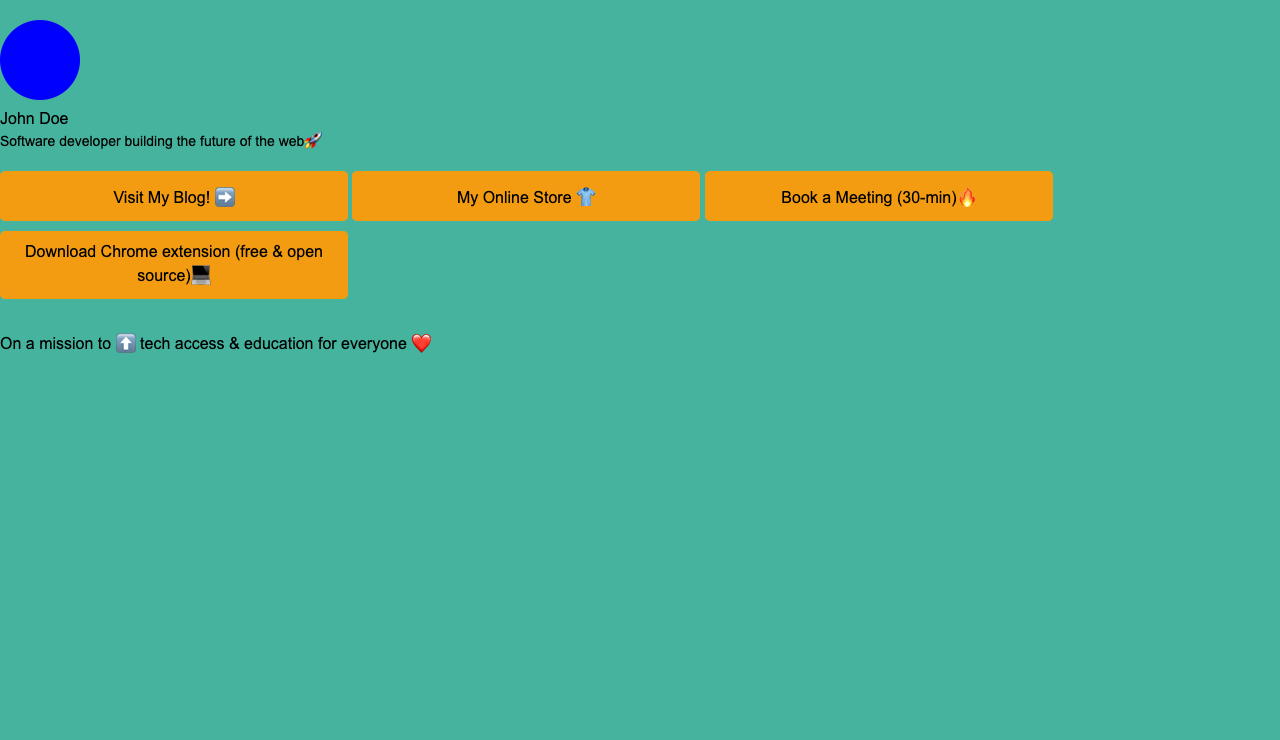 John Doe
Software developer building the future of the web🚀
Visit My Blog! ➡️
My Online Store 👕
Book a Meeting (30-min)🔥
Download Chrome extension (free & open
source)💻
On a mission to ⬆️ tech access & education for everyone ❤️